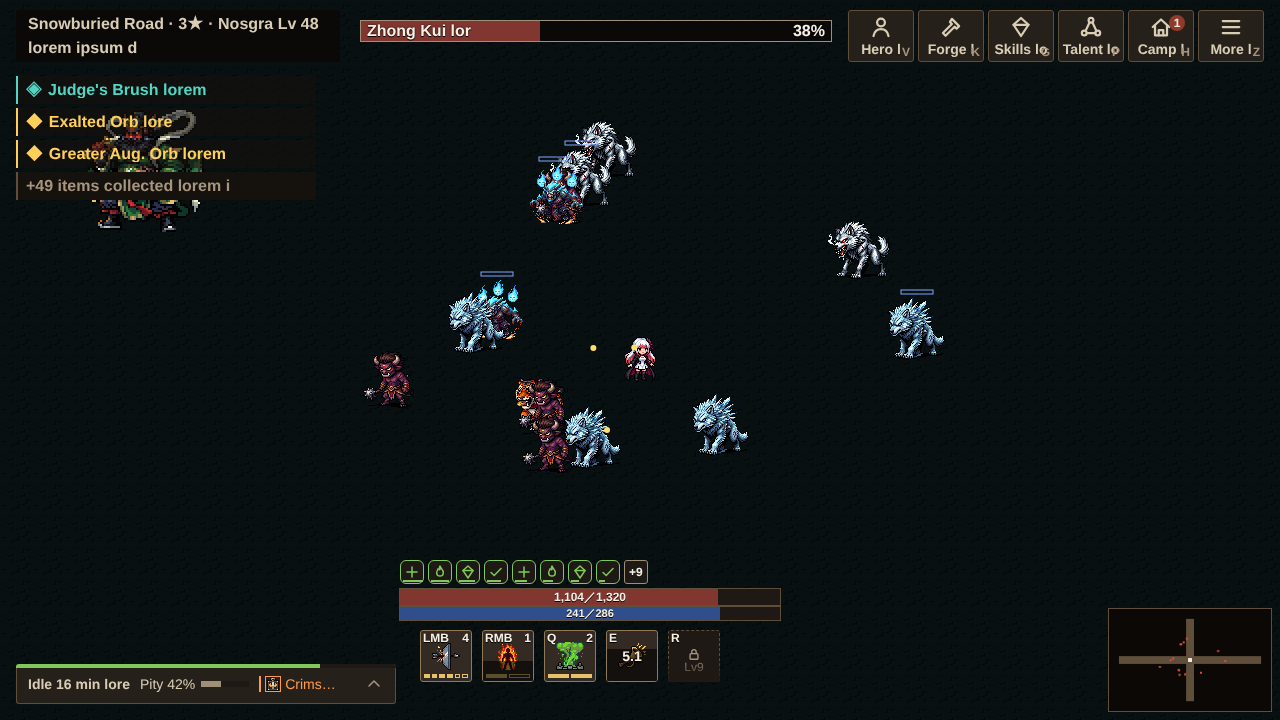 Snowburied Road · 3★ · Nosgra Lv 48
lorem ipsum d
Zhong Kui lor 38%
Hero l V
Forge l K
Skills lo
Talent lo
Camp l H
1
More l Z
Judge's Brush lorem
Exalted Orb lore
Greater Aug. Orb lorem
+49 items collected lorem i
+9
1,104／1,320
241／286
LMB 4
RMB 1
Q 2
E
5.1
R
Lv9
Idle 16 min lore Pity 42% Crims…